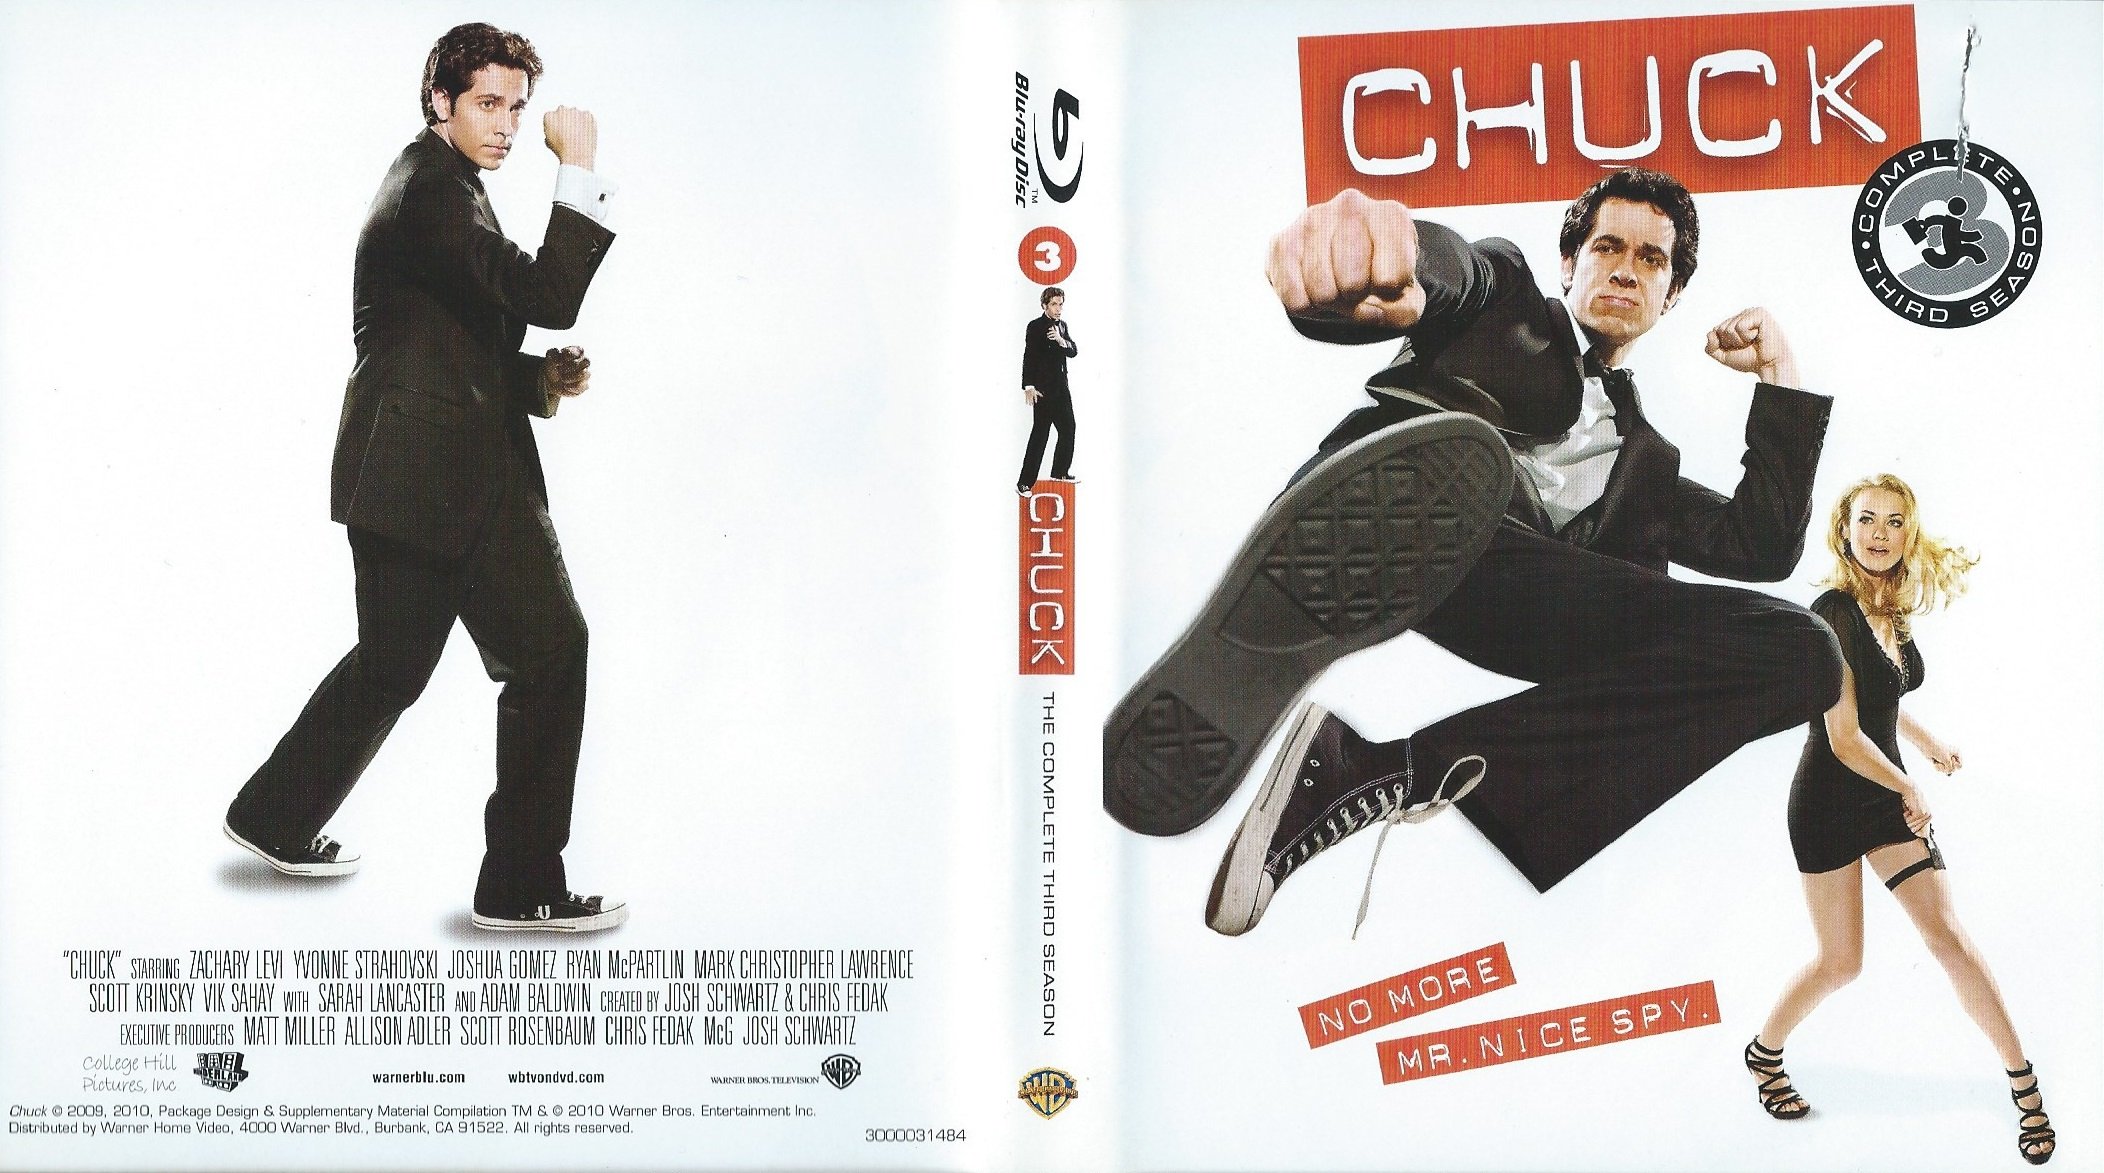 "CHUCK" STARRING ZACHARY LEVI YVONNE STRAHOVSKI JOSHUA GOMEZ RYAN McPARTLIN MARK CHRISTOPHER LAWRENCE
SCOTT KRINSKY VIK SAHAY WITH SARAH LANCASTER AND ADAM BALDWIN CREATED BY JOSH SCHWARTZ & CHRIS FEDAK
EXECUTIVE PRODUCERS MATT MILLER ALLISON ADLER SCOTT ROSENBAUM CHRIS FEDAK McG JOSH SCHWARTZ
College Hill
Pictures, Inc.
warnerblu.com
wbtvondvd.com
WARNER BROS. TELEVISION
WB
Chuck © 2009, 2010, Package Design & Supplementary Material Compilation TM & © 2010 Warner Bros. Entertainment Inc.
Distributed by Warner Home Video, 4000 Warner Blvd., Burbank, CA 91522. All rights reserved.
3000031484
Blu-ray Disc
TM
3
CHUCK
THE COMPLETE THIRD SEASON
WB
CHUCK
COMPLETE • THIRD SEASON •
3
NO MORE
MR. NICE SPY.